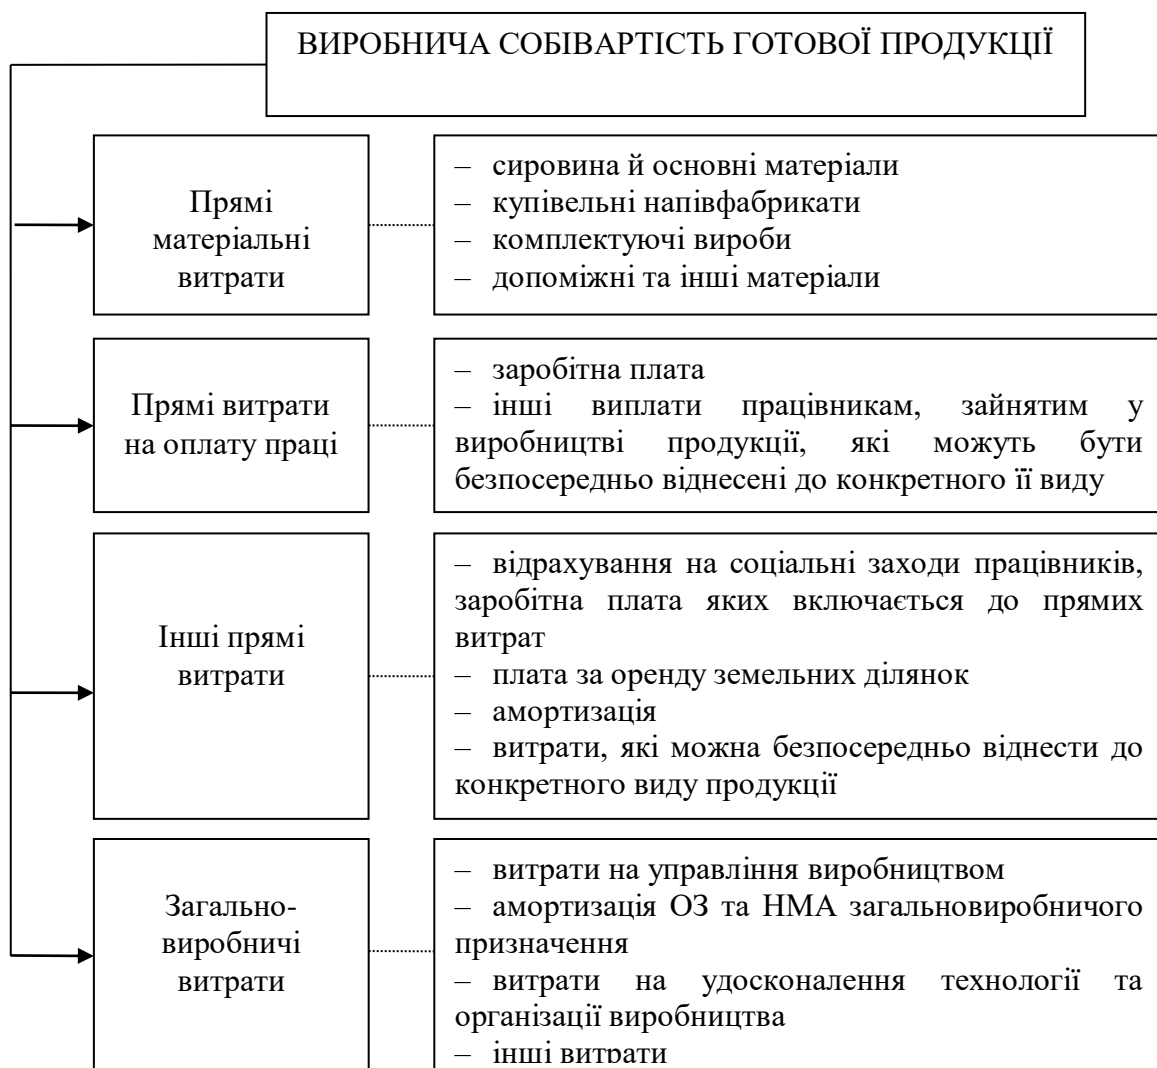 ВИРОБНИЧА СОБІВАРТІСТЬ ГОТОВОЇ ПРОДУКЦІЇ
Прямі
матеріальні
витрати
– сировина й основні матеріали
– купівельні напівфабрикати
– комплектуючі вироби
– допоміжні та інші матеріали
Прямі витрати
на оплату праці
– заробітна плата
– інші виплати працівникам, зайнятим у
виробництві продукції, які можуть бути
безпосередньо віднесені до конкретного її виду
Інші прямі
витрати
– відрахування на соціальні заходи працівників,
заробітна плата яких включається до прямих
витрат
– плата за оренду земельних ділянок
– амортизація
– витрати, які можна безпосередньо віднести до
конкретного виду продукції
Загально-
виробничі
витрати
– витрати на управління виробництвом
– амортизація ОЗ та НМА загальновиробничого
призначення
– витрати на удосконалення технології та
організації виробництва
– інші витрати